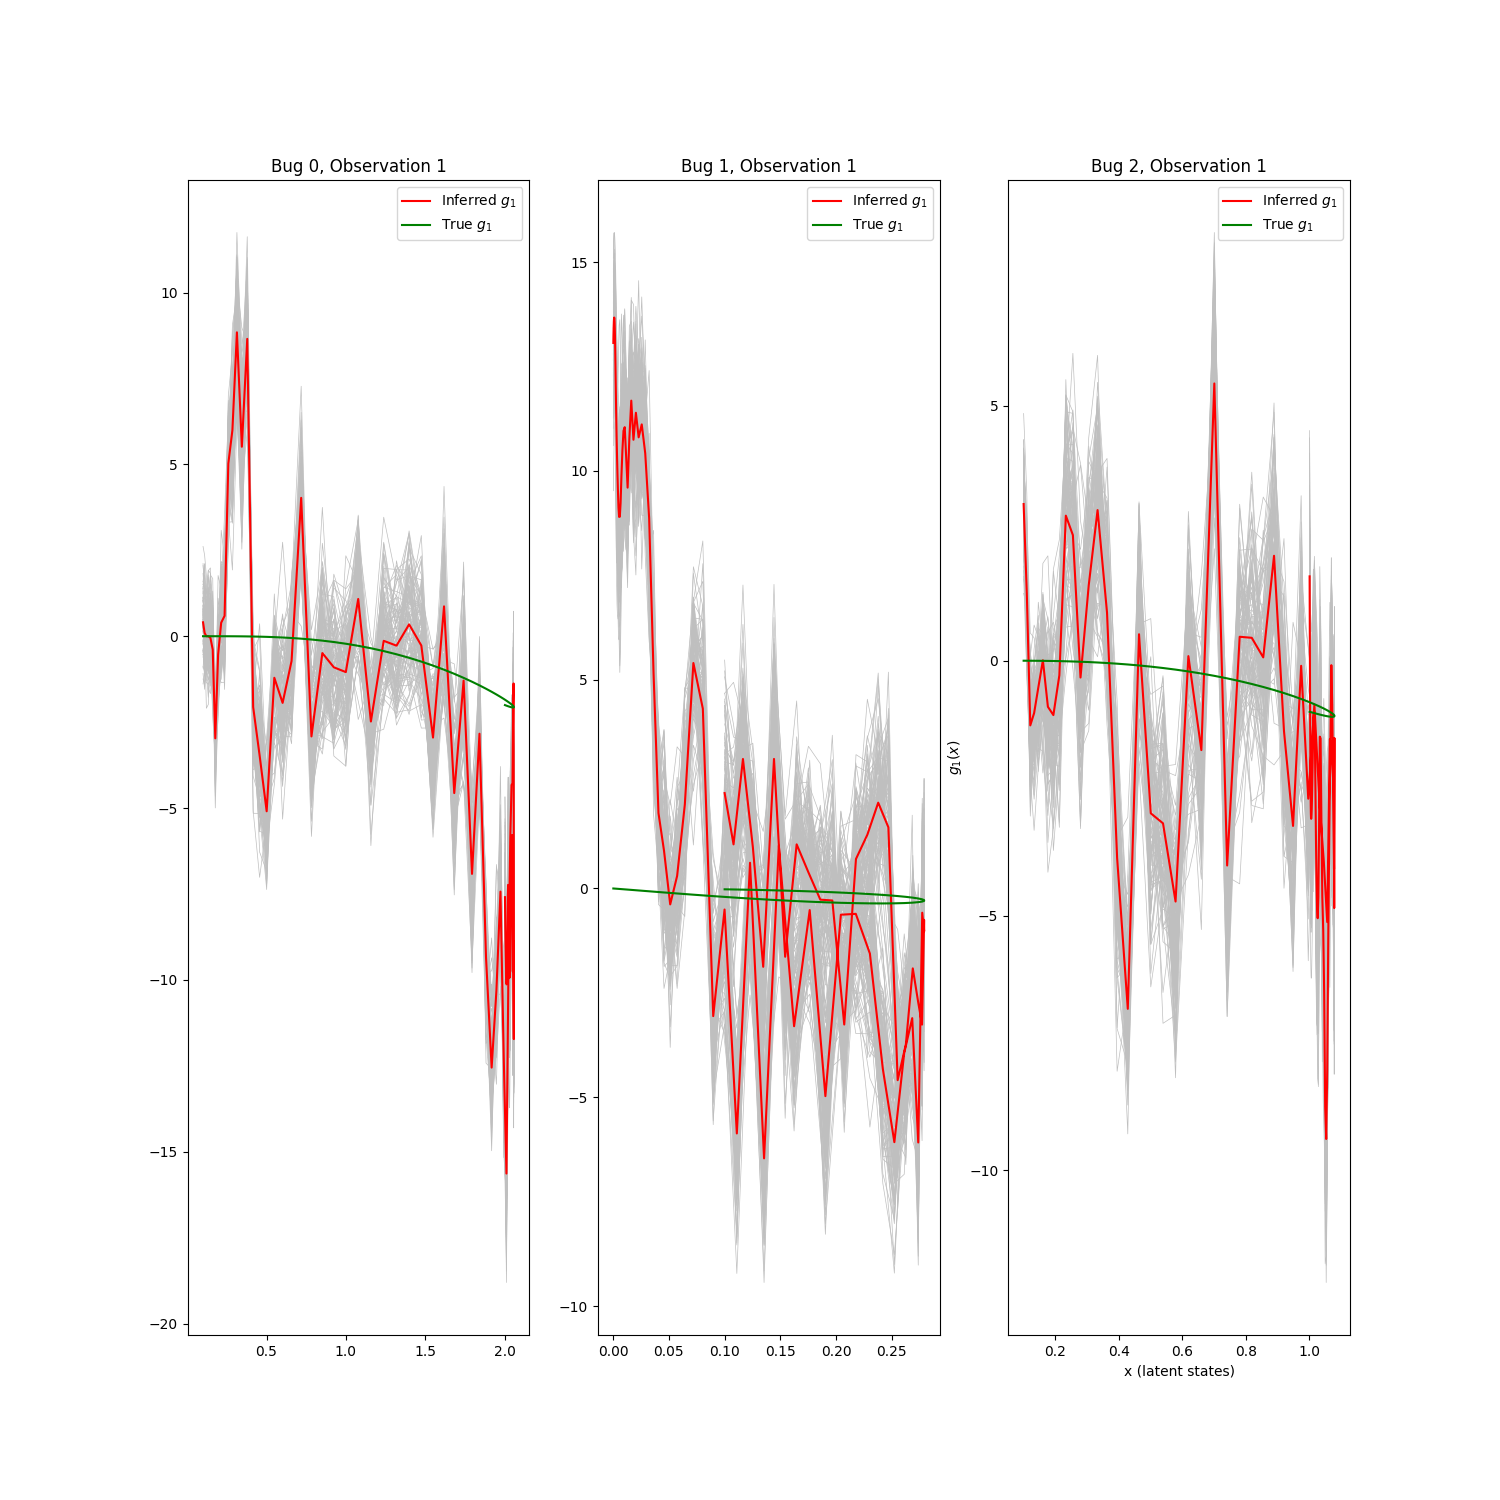 Bug 0, Observation 1
Inferred g₁
True g₁
10
5
0
−5
−10
−15
−20
0.5 1.0 1.5 2.0
Bug 1, Observation 1
Inferred g₁
True g₁
15
10
5
0
−5
−10
0.00 0.05 0.10 0.15 0.20 0.25
Bug 2, Observation 1
Inferred g₁
True g₁
g₁(x)
5
0
−5
−10
0.2 0.4 0.6 0.8 1.0
x (latent states)